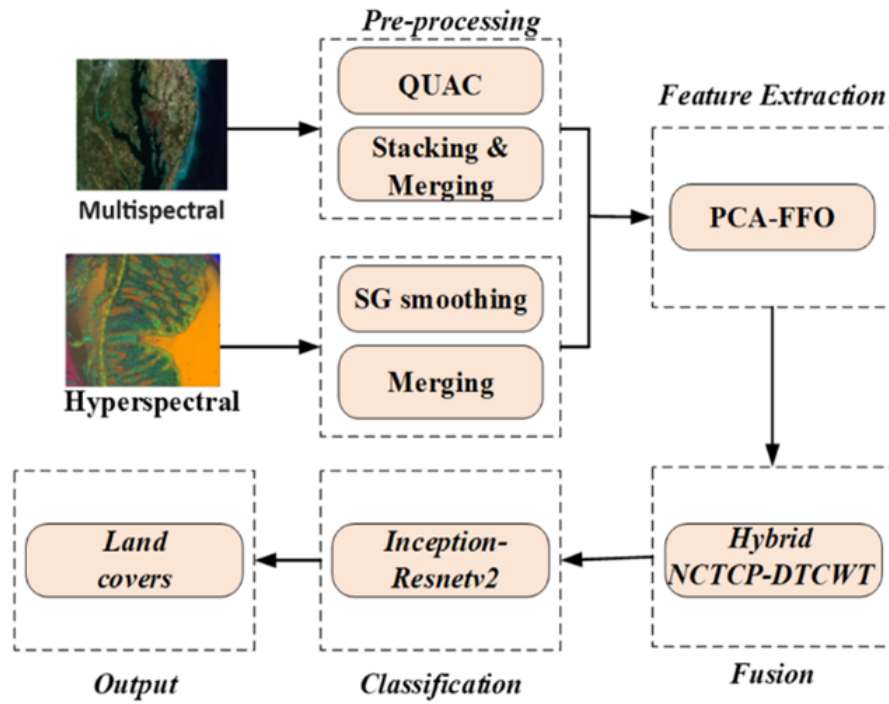 Pre-processing
QUAC
Stacking &
Merging
Multispectral
Feature Extraction
PCA-FFO
SG smoothing
Merging
Hyperspectral
Land
covers
Inception-
Resnetv2
Hybrid
NCTCP-DTCWT
Output
Classification
Fusion